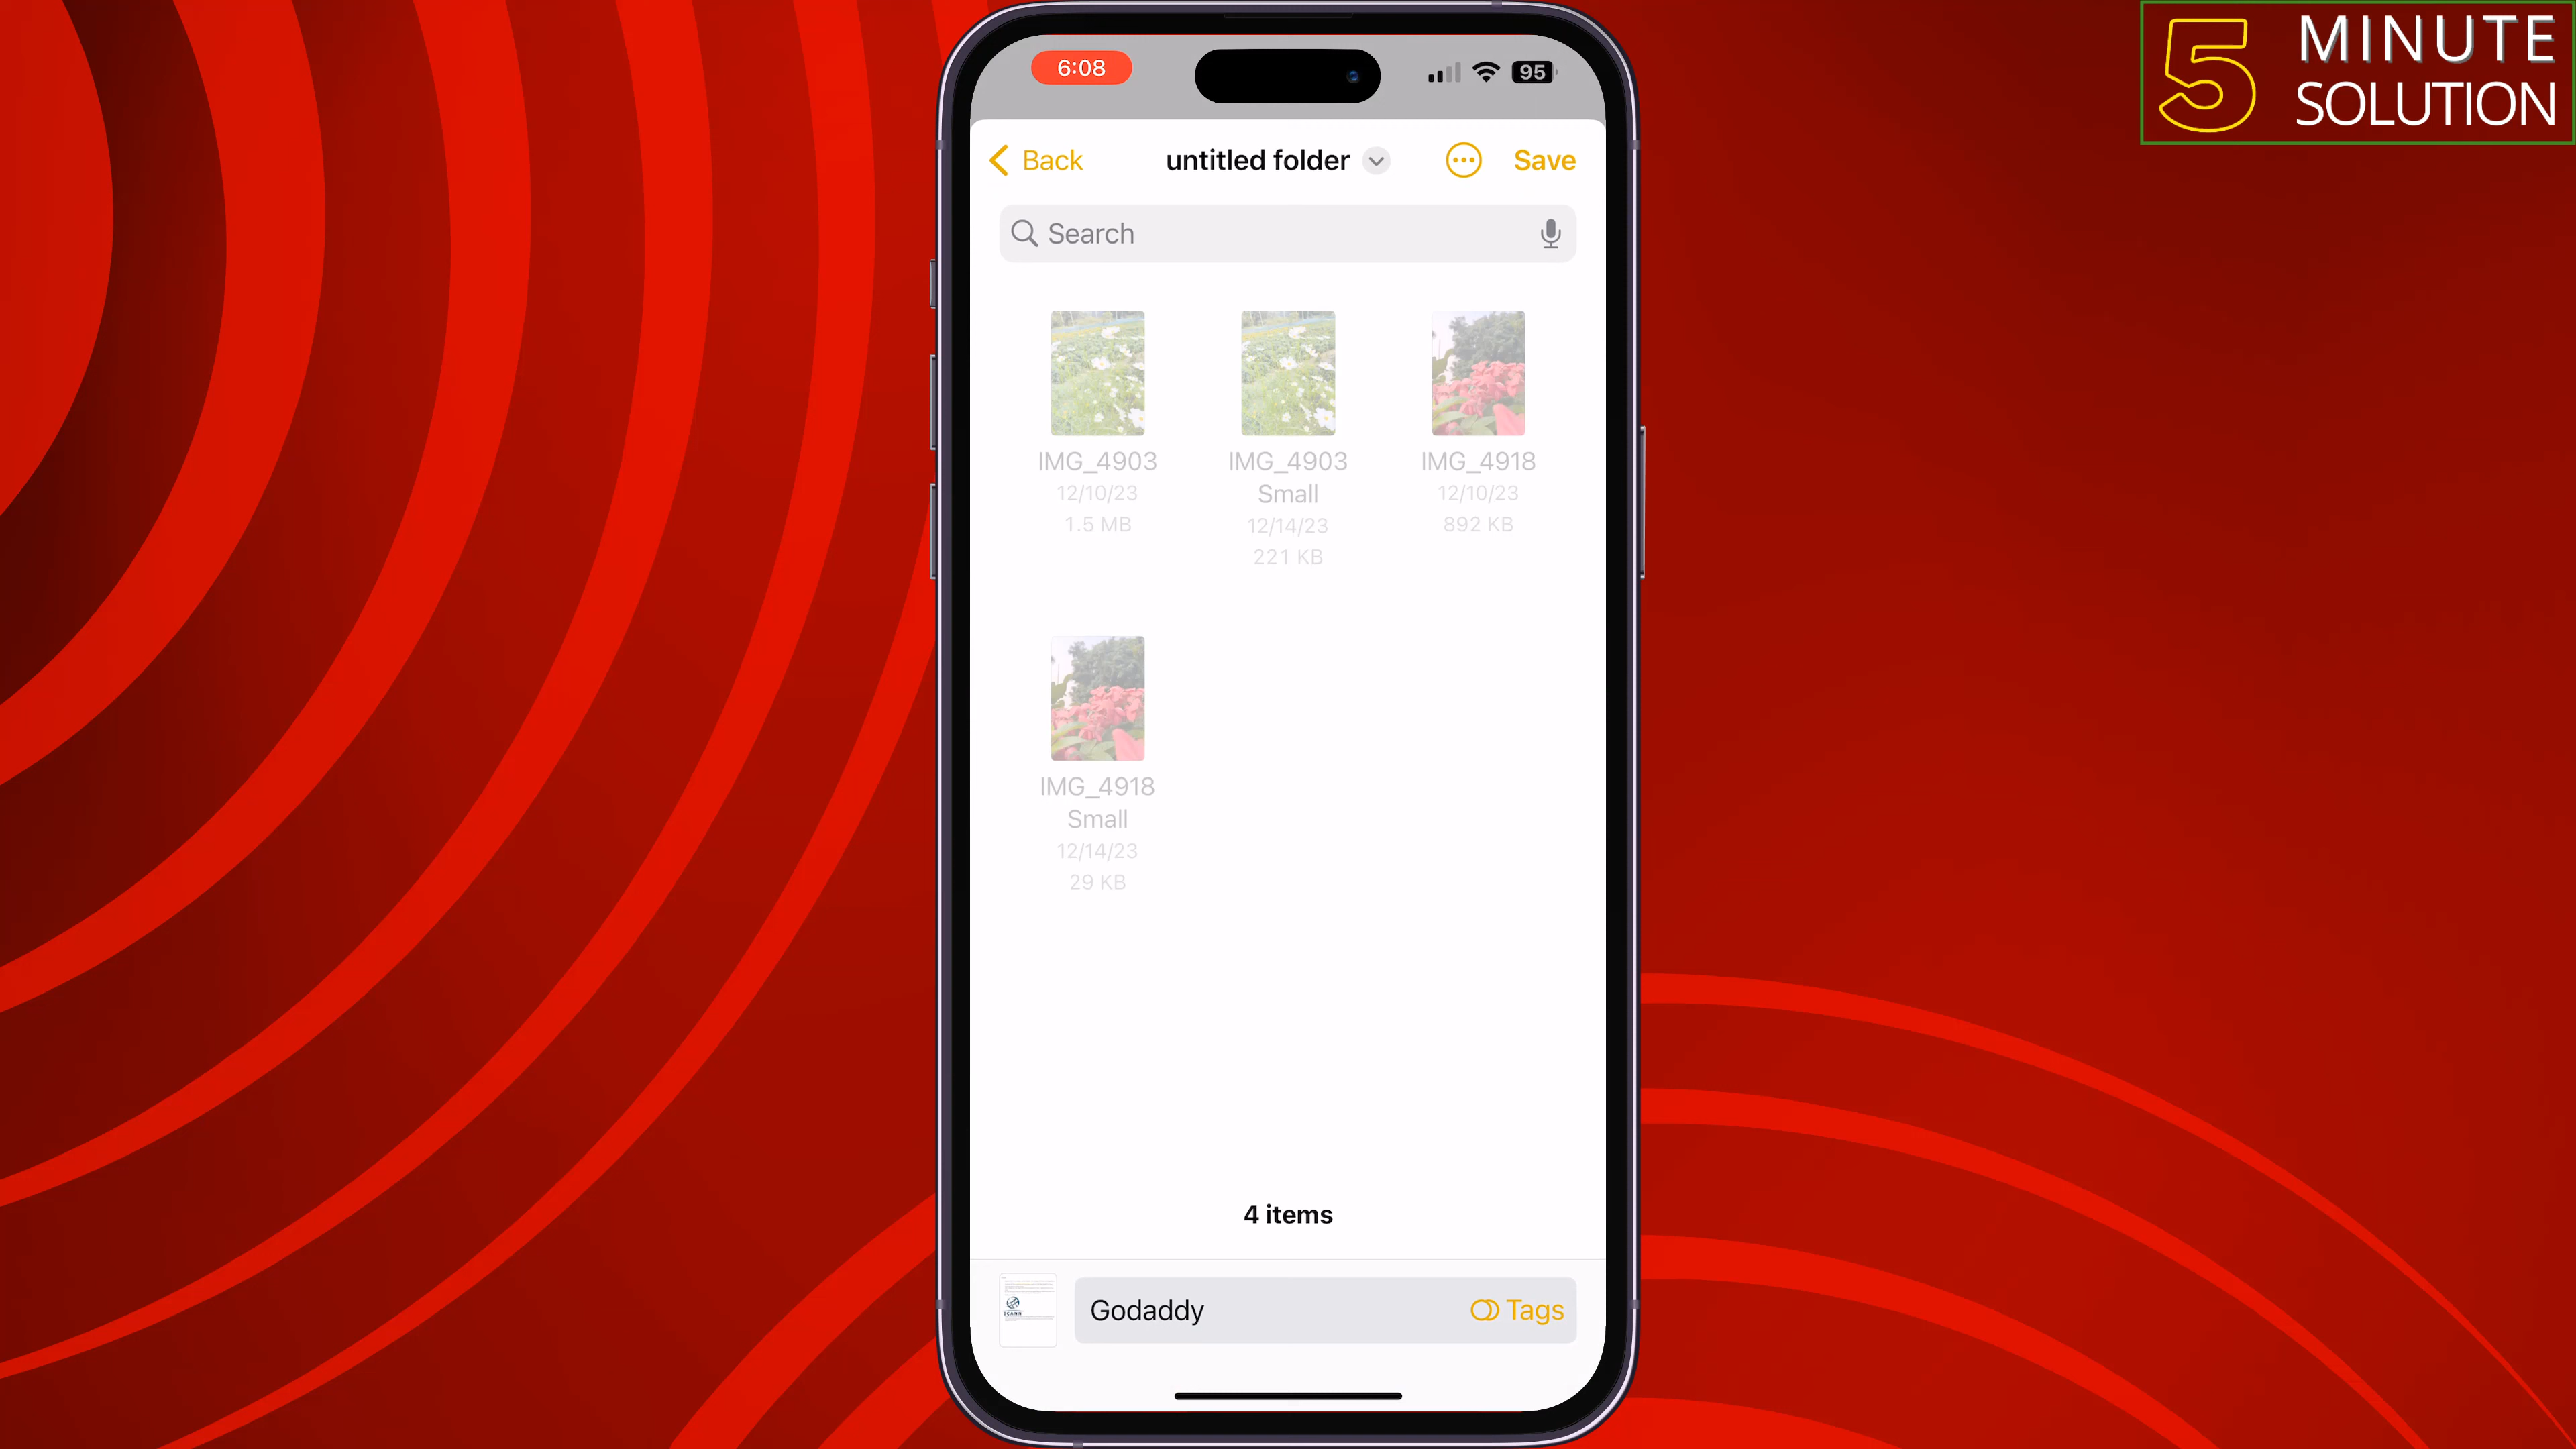 5 MINUTE
SOLUTION
6:08
95
Back
untitled folder
Save
Search
IMG_4903
12/10/23
1.5 MB
IMG_4903
Small
12/14/23
221 KB
IMG_4918
12/10/23
892 KB
IMG_4918
Small
12/14/23
29 KB
4 items
Godaddy
Tags